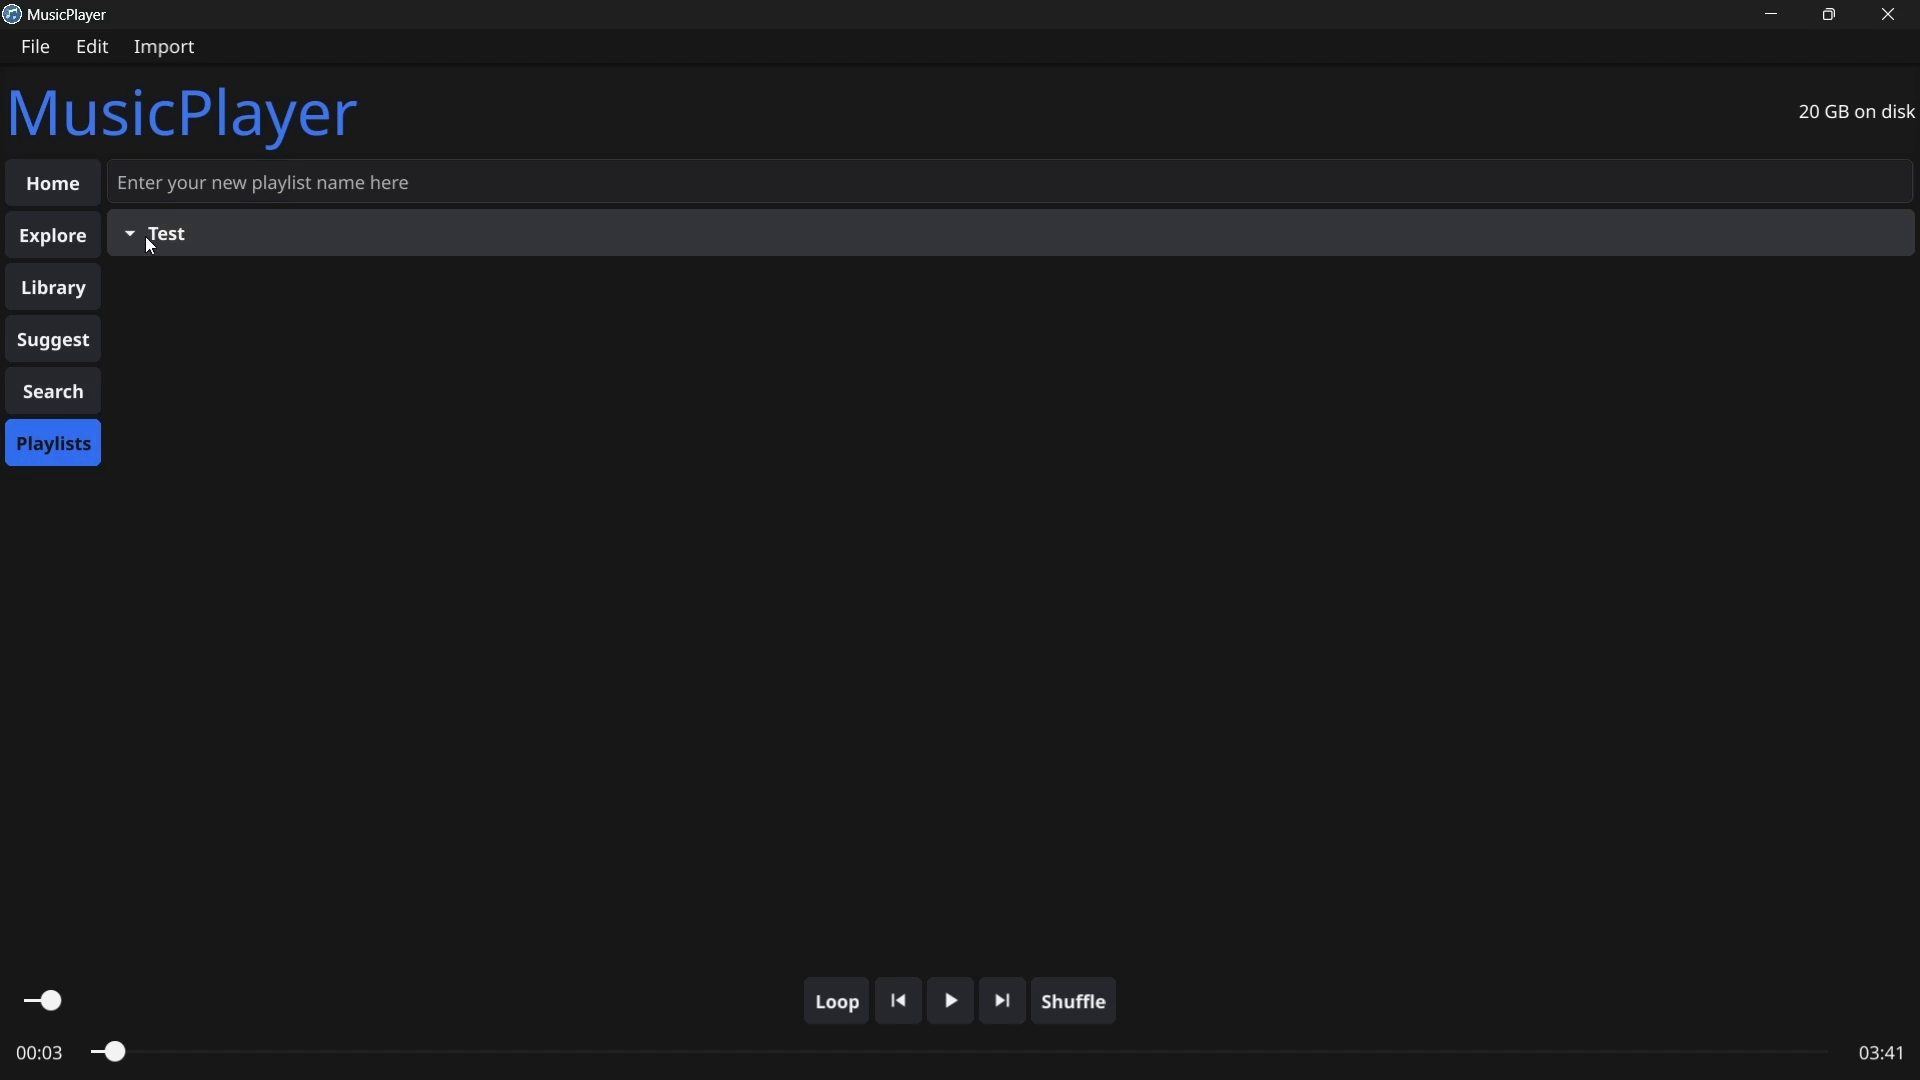 MusicPlayer
File Edit Import
MusicPlayer
20 GB on disk
Home
Enter your new playlist name here
Explore
Test
Library
Suggest
Search
Playlists
Loop
Shuffle
00:03
03:41